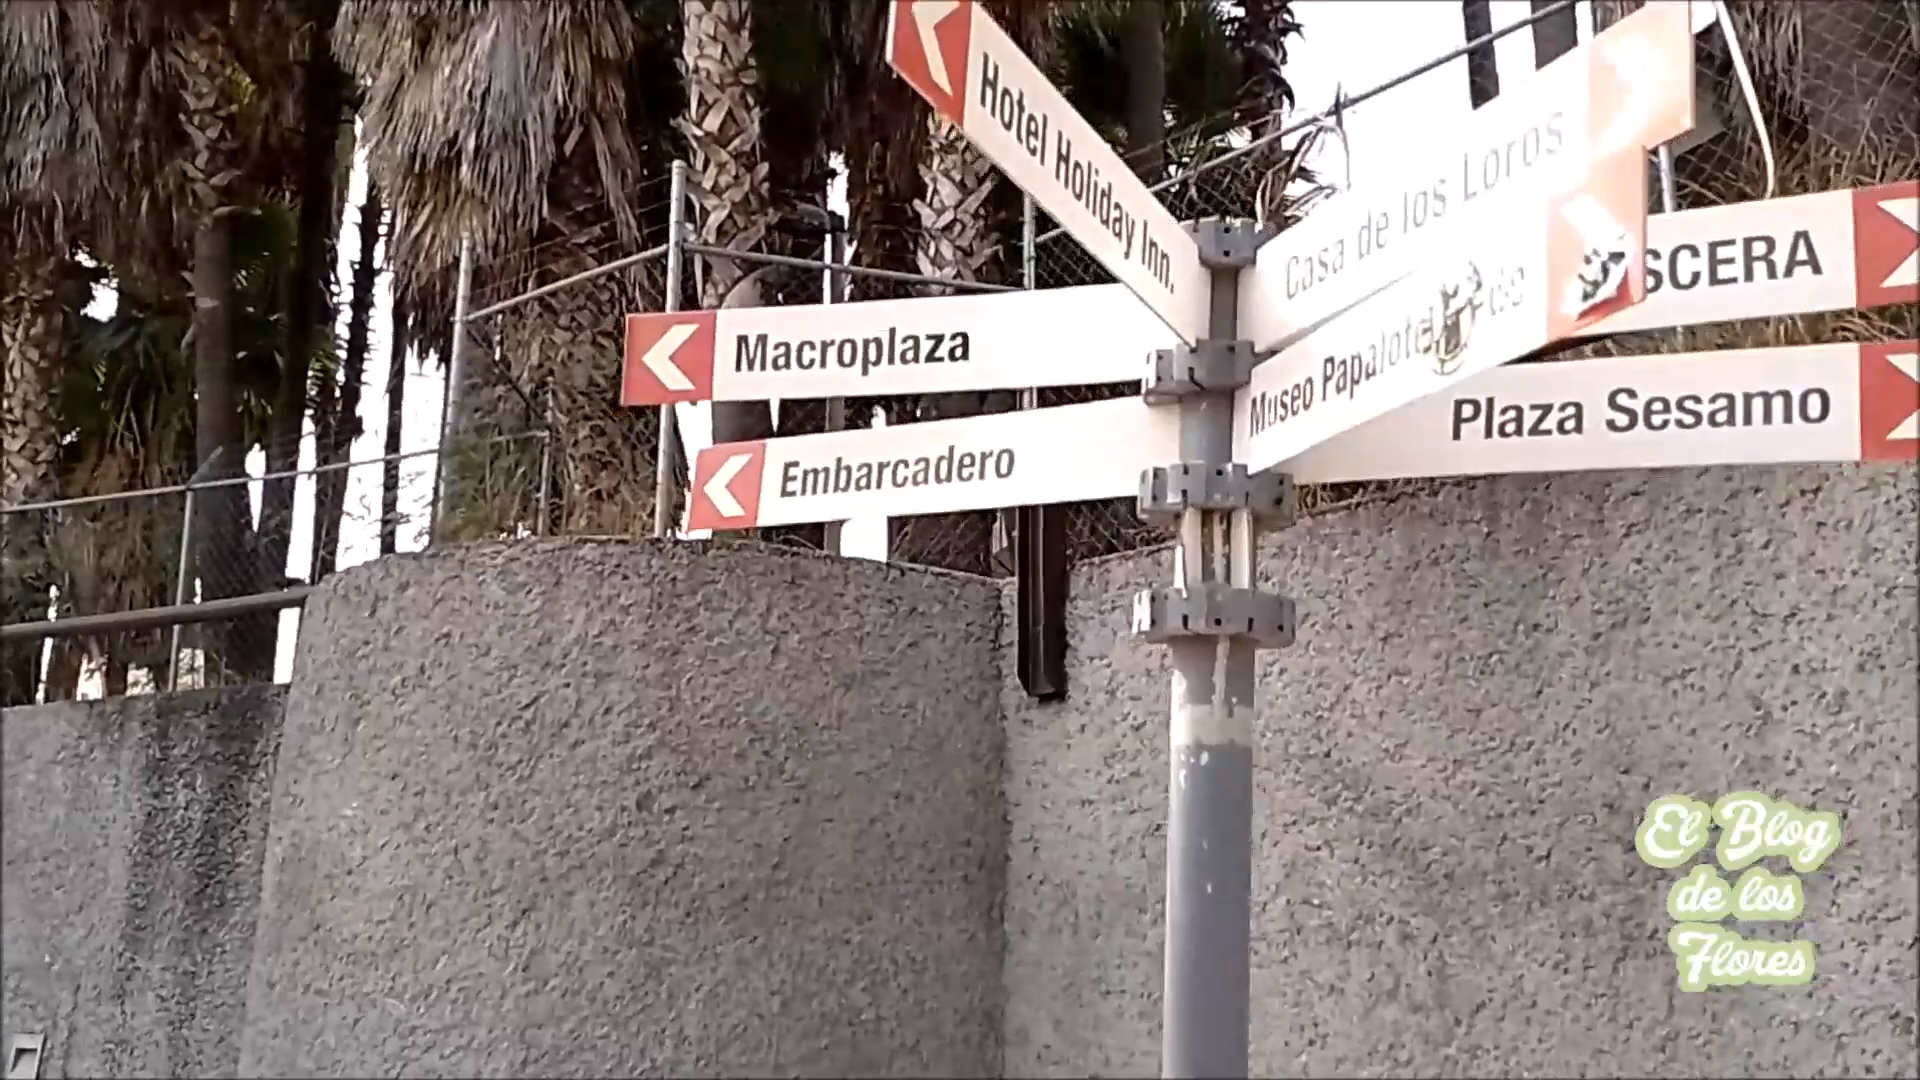 Hotel Holiday Inn.
Casa de los Loros
SCERA
Macroplaza
Museo Papalote
Plaza Sesamo
Embarcadero
El Blog
de los
Flores